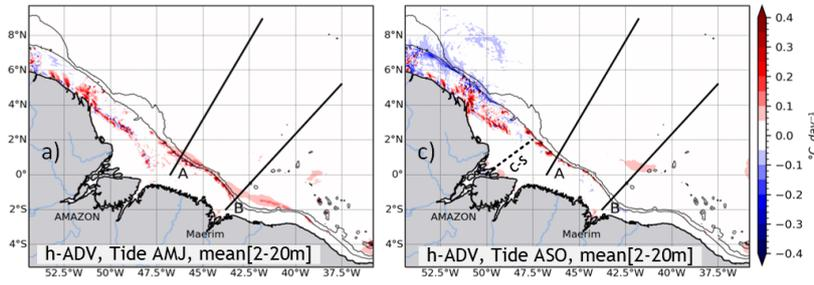 8°N
6°N
4°N
2°N
0°
2°S
4°S
a)
A
B
AMAZON
Maerim
h-ADV, Tide AMJ, mean[2-20m]
52.5°W 50°W 47.5°W 45°W 42.5°W 40°W 37.5°W
8°N
6°N
4°N
2°N
0°
2°S
4°S
c)
C-S
A
B
AMAZON
Maerim
h-ADV, Tide ASO, mean[2-20m]
52.5°W 50°W 47.5°W 45°W 42.5°W 40°W 37.5°W
0.4
0.3
0.2
0.1
0.0
−0.1
−0.2
−0.3
−0.4
°C day⁻¹